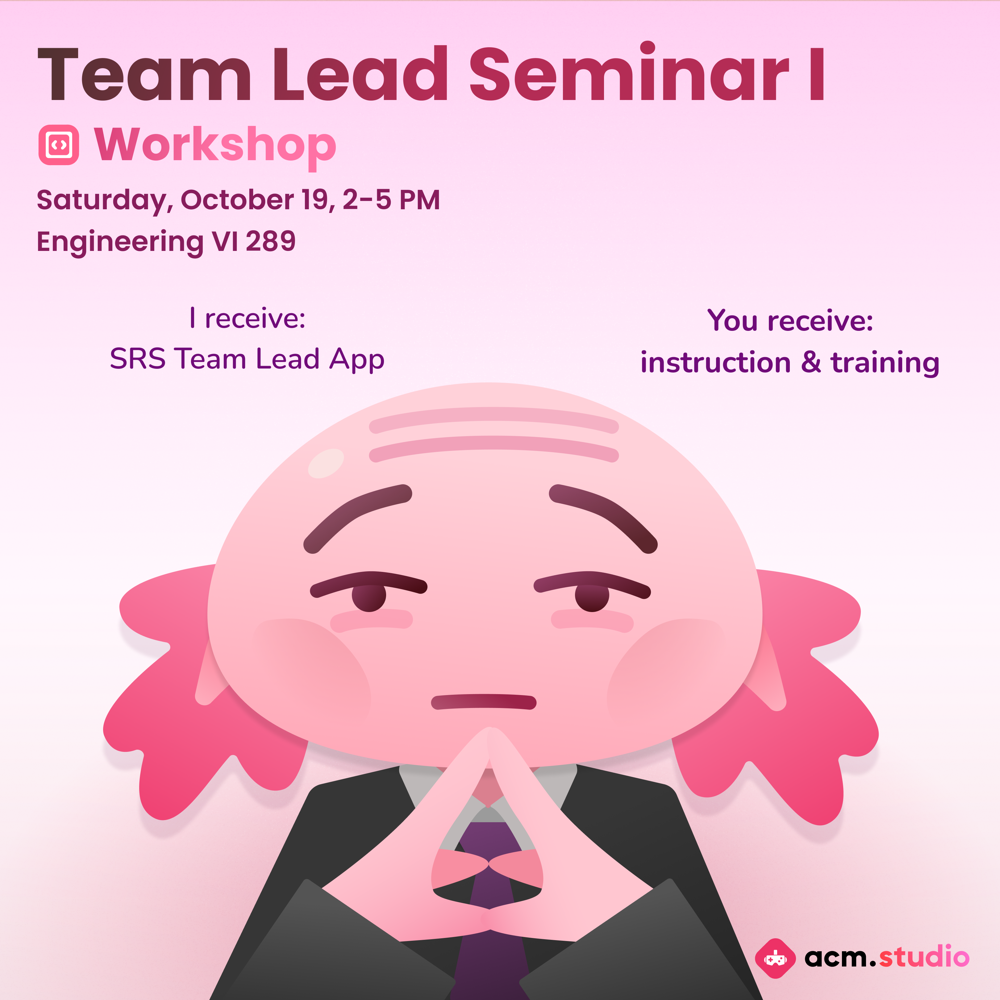 Team Lead Seminar I
Workshop
Saturday, October 19, 2-5 PM
Engineering VI 289
I receive:
SRS Team Lead App
You receive:
instruction & training
acm.studio